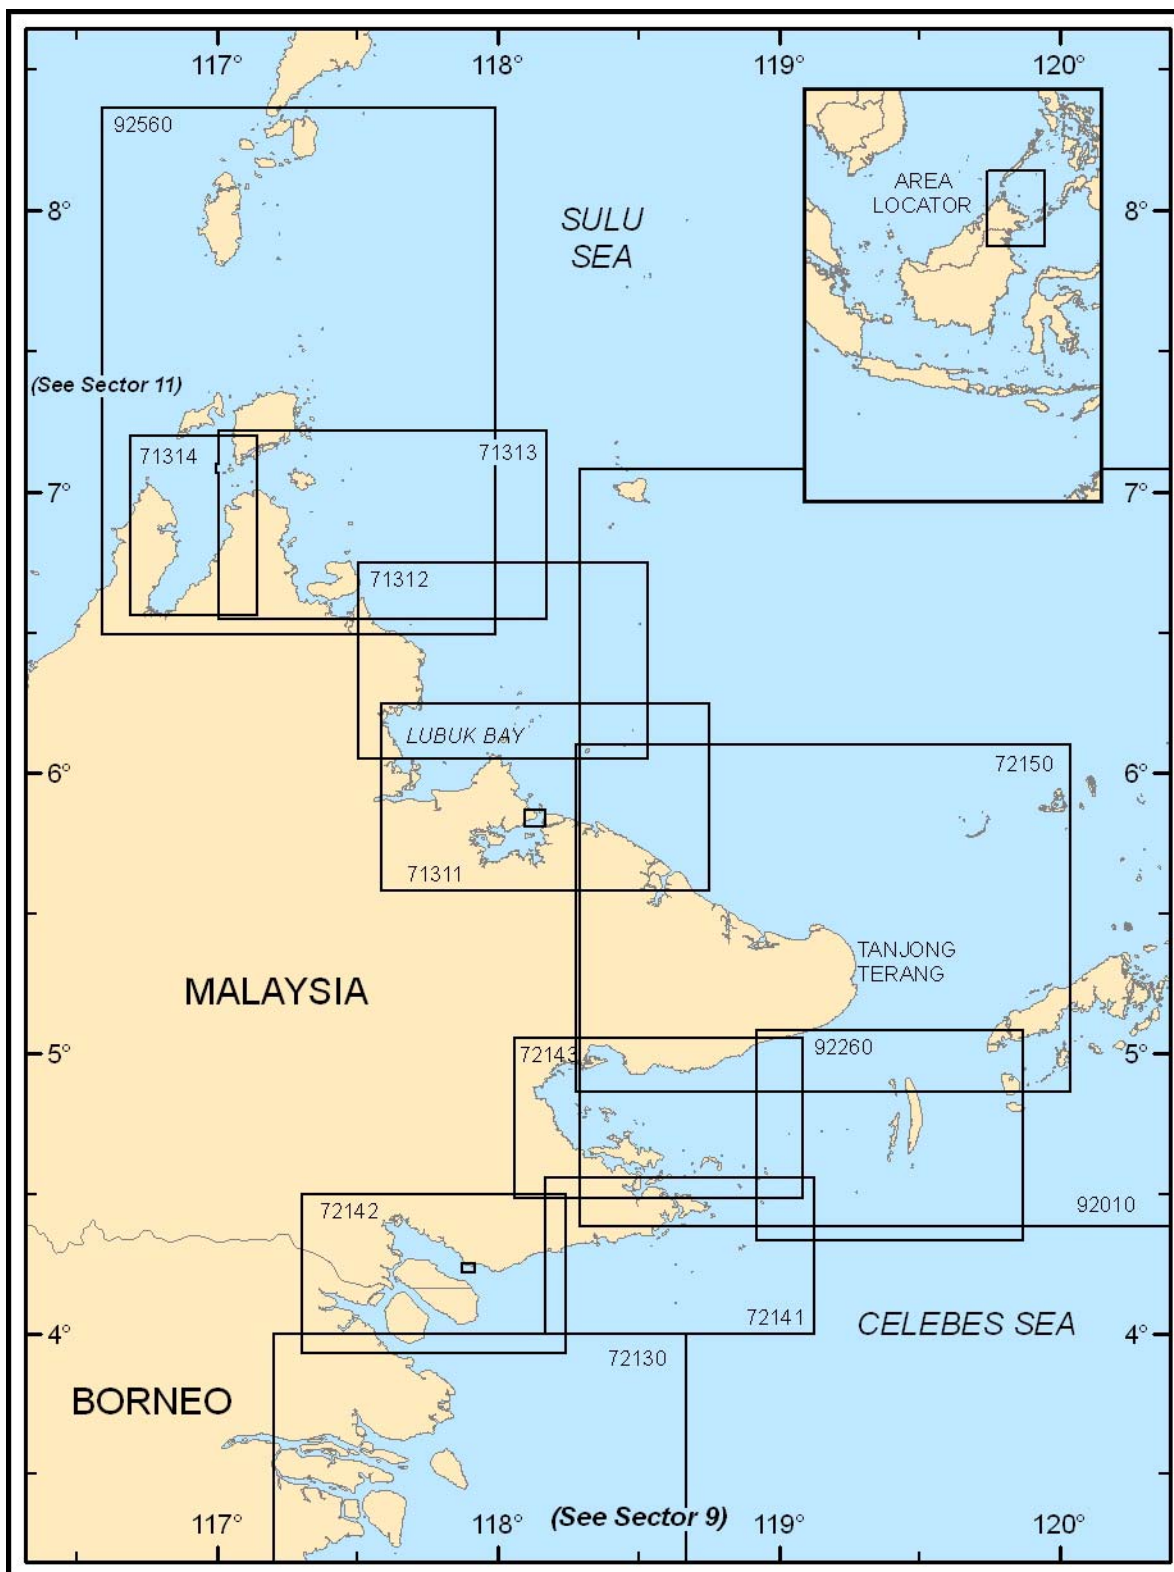 117°
118°
119°
120°
92560
AREA
LOCATOR
8°
8°
SULU
SEA
(See Sector 11)
71314
71313
7°
7°
71312
LUBUK BAY
6°
72150
6°
71311
TANJONG
TERANG
MALAYSIA
72143
92260
5°
5°
72142
92010
72141
CELEBES SEA
4°
4°
72130
BORNEO
(See Sector 9)
117°
118°
119°
120°